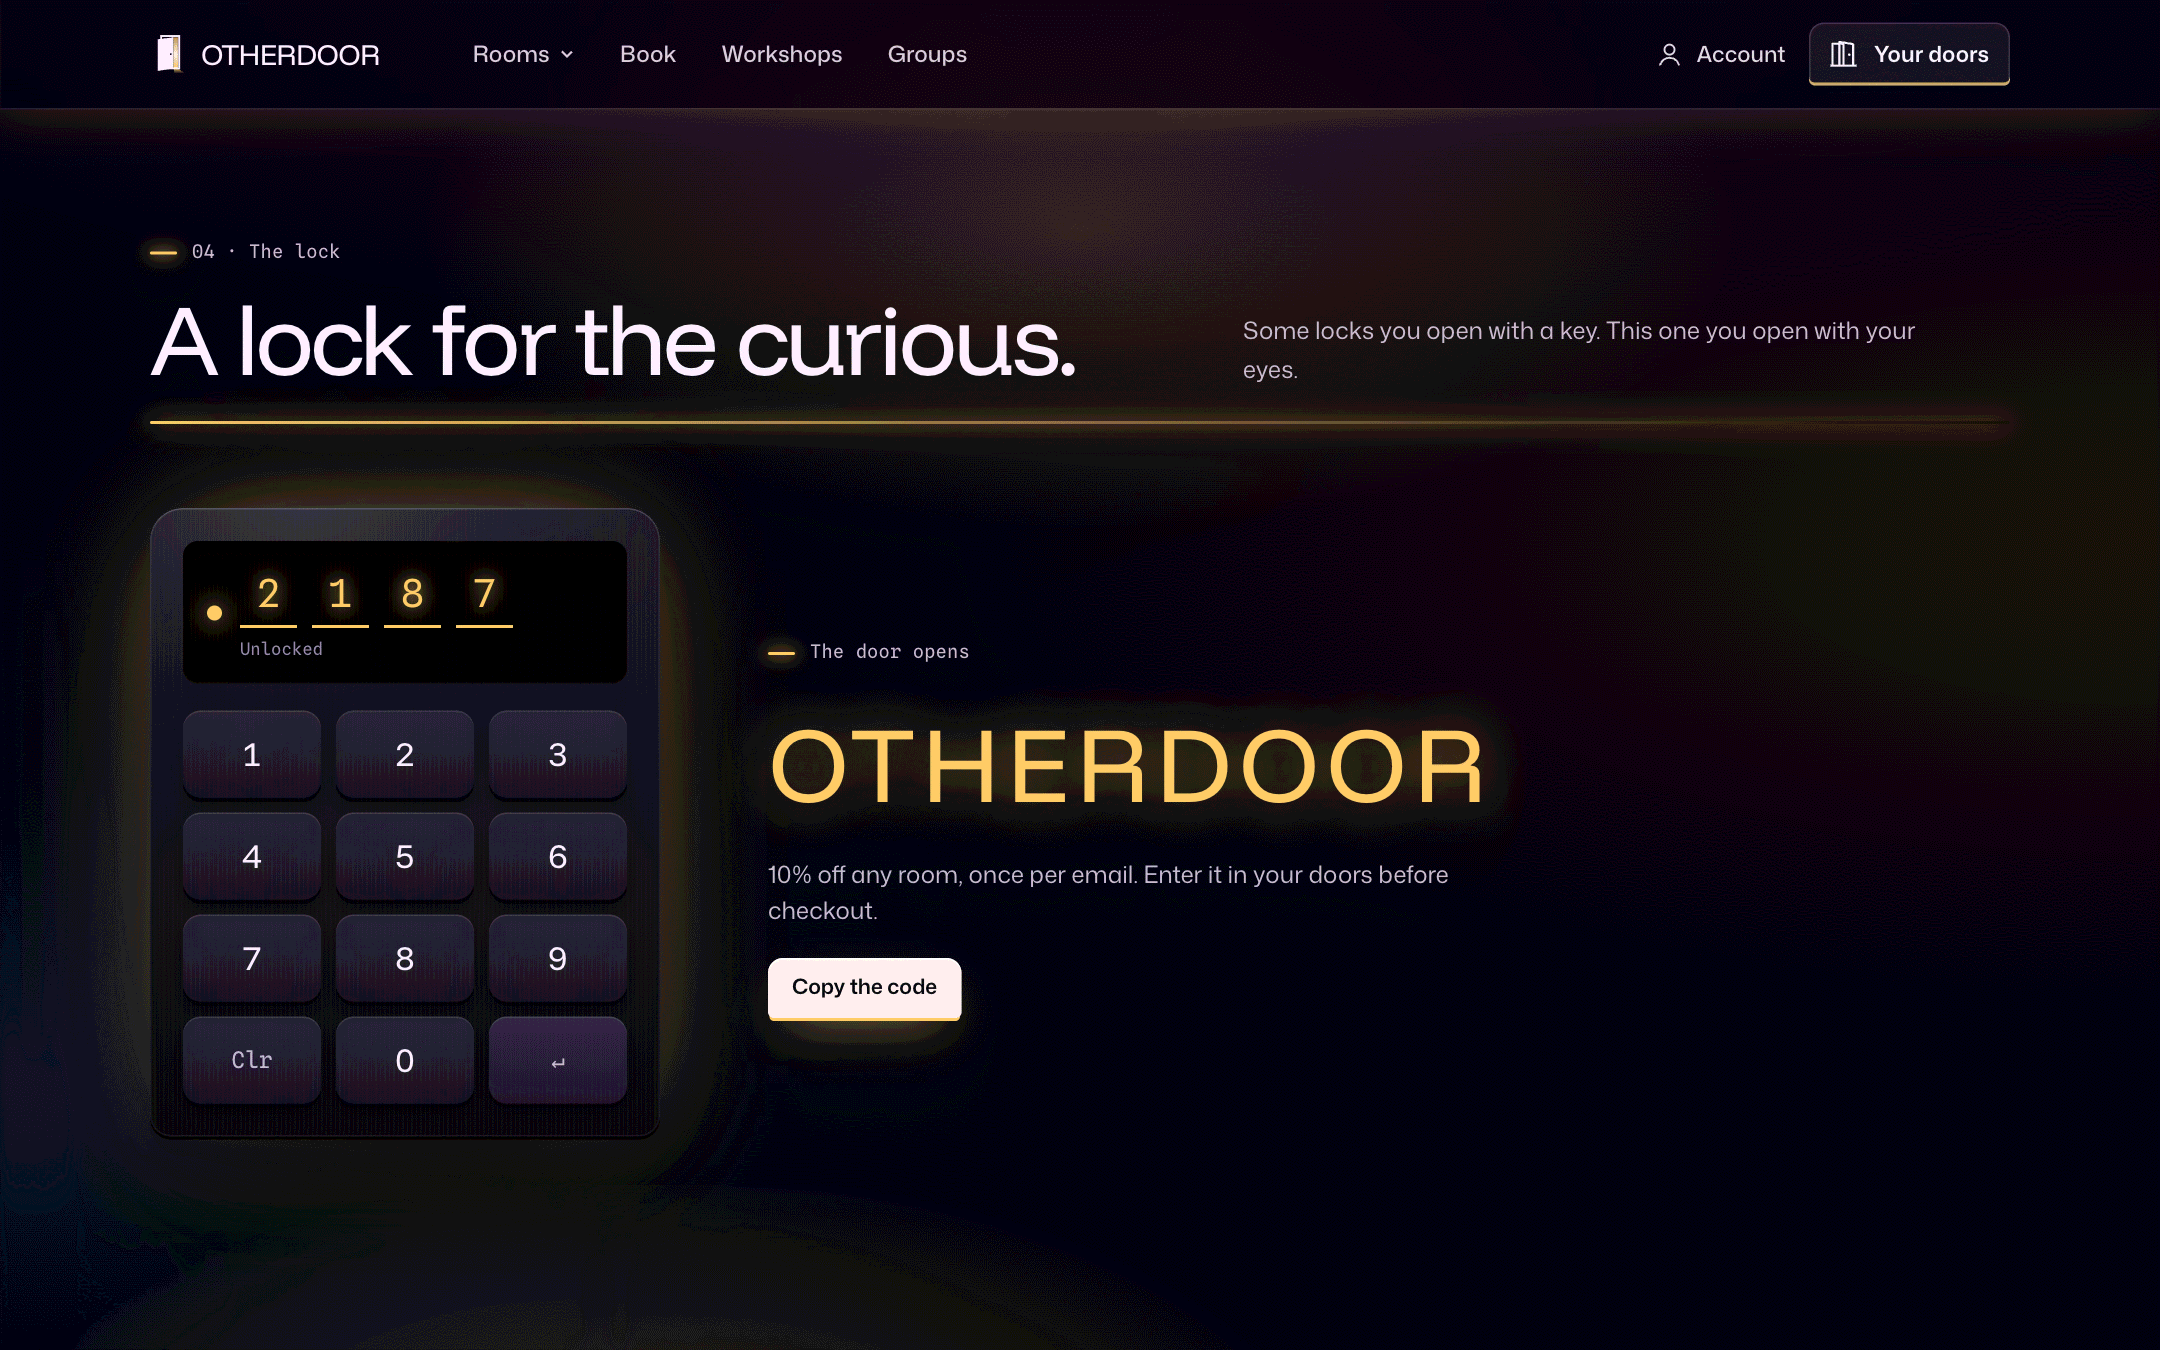 OTHERDOOR
Rooms
Book
Workshops
Groups
Account
Your doors
04 · The lock
A lock for the curious.
Some locks you open with a key. This one you open with your
eyes.
2 1 8 7
Unlocked
1 2 3
4 5 6
7 8 9
Clr 0 ↵
The door opens
OTHERDOOR
10% off any room, once per email. Enter it in your doors before
checkout.
Copy the code